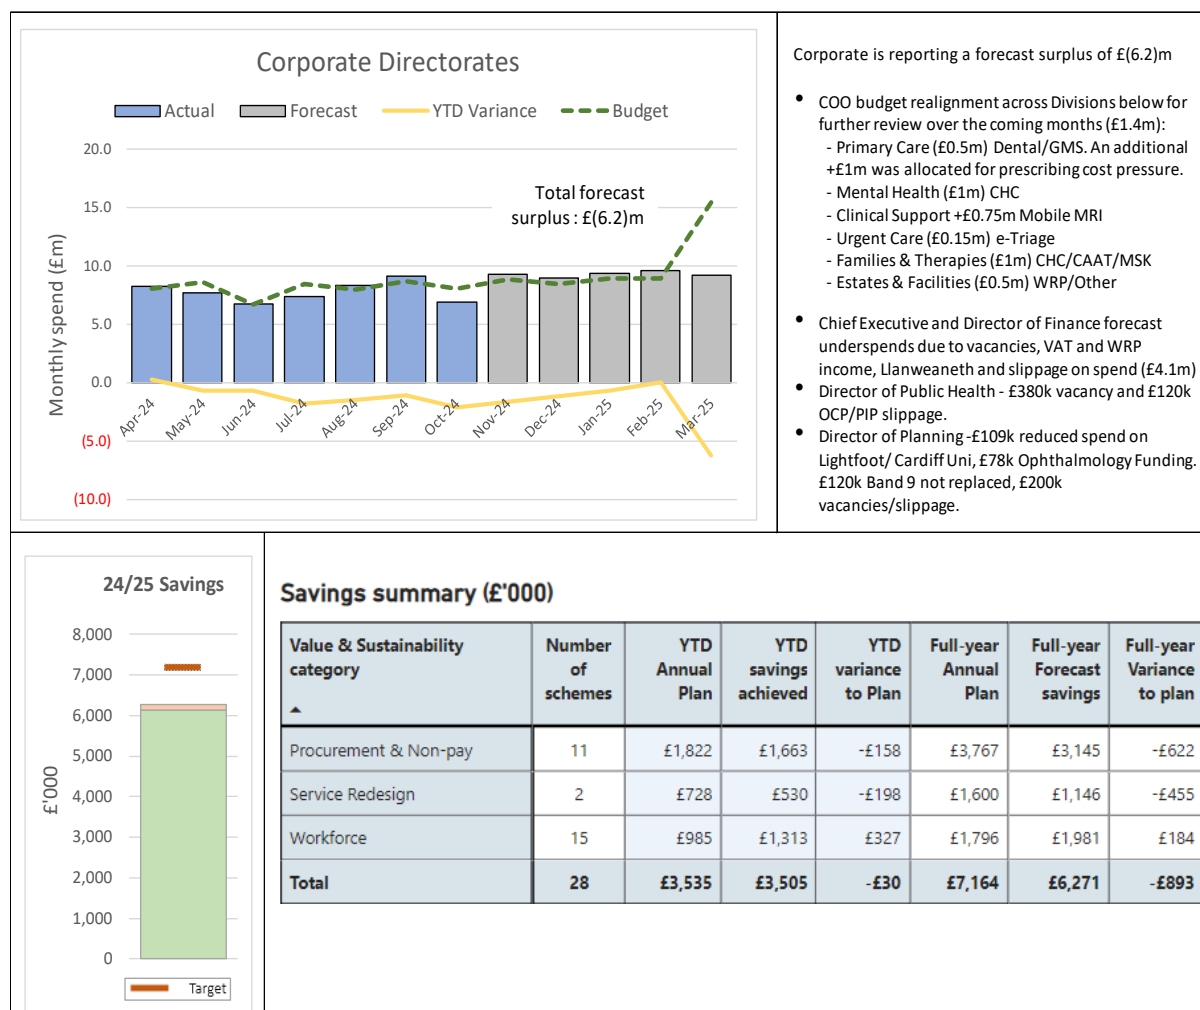 Corporate Directorates
Actual
Forecast
YTD Variance
Budget
20.0
15.0
10.0
5.0
0.0
(5.0)
(10.0)
Monthly spend (£m)
Total forecast
surplus : £(6.2)m
Apr-24
May-24
Jun-24
Jul-24
Aug-24
Sep-24
Oct-24
Nov-24
Dec-24
Jan-25
Feb-25
Mar-25
Corporate is reporting a forecast surplus of £(6.2)m
• COO budget realignment across Divisions below for
further review over the coming months (£1.4m):
- Primary Care (£0.5m) Dental/GMS. An additional
+£1m was allocated for prescribing cost pressure.
- Mental Health (£1m) CHC
- Clinical Support +£0.75m Mobile MRI
- Urgent Care (£0.15m) e-Triage
- Families & Therapies (£1m) CHC/CAAT/MSK
- Estates & Facilities (£0.5m) WRP/Other
• Chief Executive and Director of Finance forecast
underspends due to vacancies, VAT and WRP
income, Llanweaneth and slippage on spend (£4.1m)
• Director of Public Health - £380k vacancy and £120k
OCP/PIP slippage.
• Director of Planning -£109k reduced spend on
Lightfoot/ Cardiff Uni, £78k Ophthalmology Funding.
£120k Band 9 not replaced, £200k
vacancies/slippage.
24/25 Savings
8,000
7,000
6,000
5,000
4,000
3,000
2,000
1,000
0
£'000
Target
Savings summary (£'000)
Value & Sustainability category Number of schemes YTD Annual Plan YTD savings achieved YTD variance to Plan Full-year Annual Plan Full-year Forecast savings Full-year Variance to plan
Procurement & Non-pay 11 £1,822 £1,663 -£158 £3,767 £3,145 -£622
Service Redesign 2 £728 £530 -£198 £1,600 £1,146 -£455
Workforce 15 £985 £1,313 £327 £1,796 £1,981 £184
Total 28 £3,535 £3,505 -£30 £7,164 £6,271 -£893